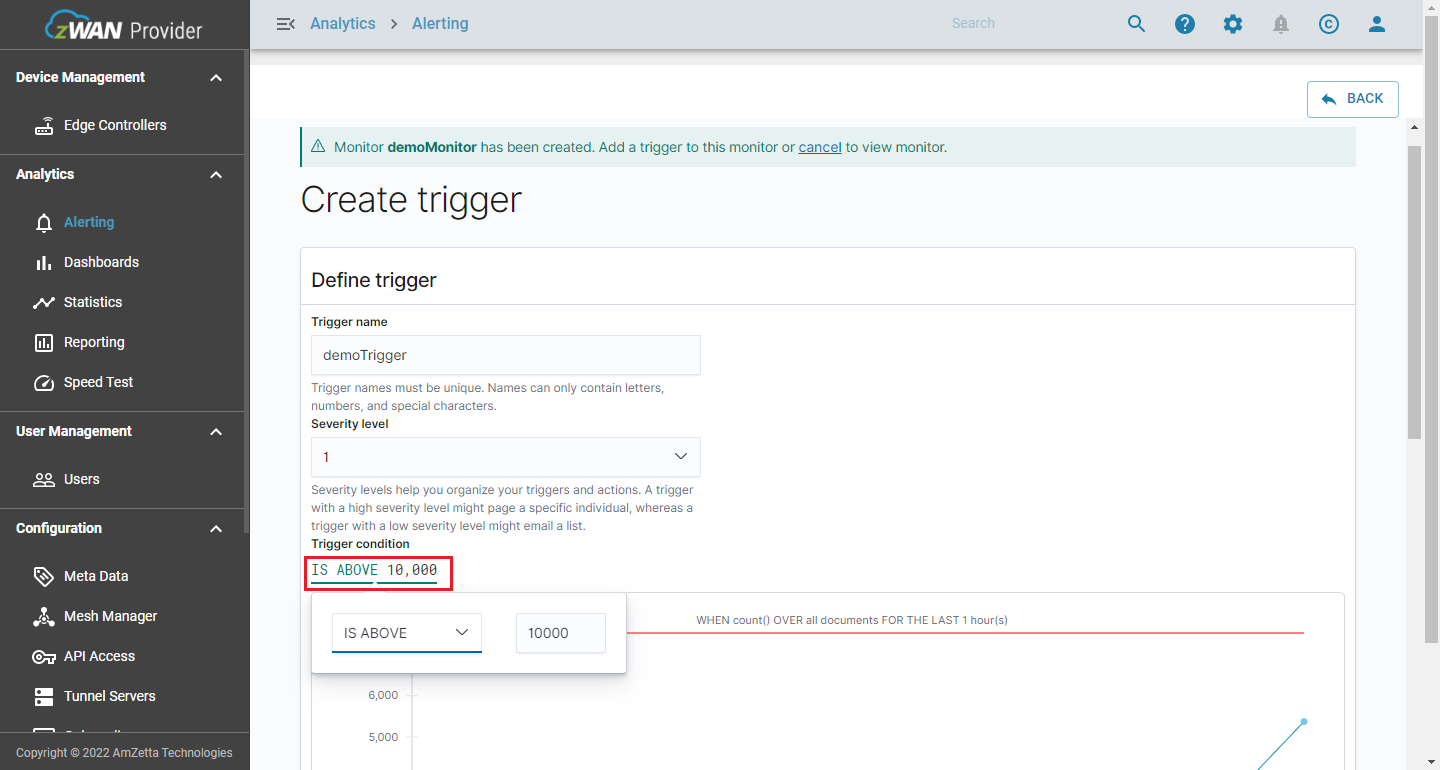 zWAN Provider
Analytics > Alerting
Search
Device Management
Edge Controllers
Analytics
Alerting
Dashboards
Statistics
Reporting
Speed Test
User Management
Users
Configuration
Meta Data
Mesh Manager
API Access
Tunnel Servers
Copyright © 2022 AmZetta Technologies
BACK
Monitor demoMonitor has been created. Add a trigger to this monitor or cancel to view monitor.
Create trigger
Define trigger
Trigger name
demoTrigger
Trigger names must be unique. Names can only contain letters,
numbers, and special characters.
Severity level
1
Severity levels help you organize your triggers and actions. A trigger
with a high severity level might page a specific individual, whereas a
trigger with a low severity level might email a list.
Trigger condition
IS ABOVE 10,000
IS ABOVE
10000
WHEN count() OVER all documents FOR THE LAST 1 hour(s)
6,000
5,000